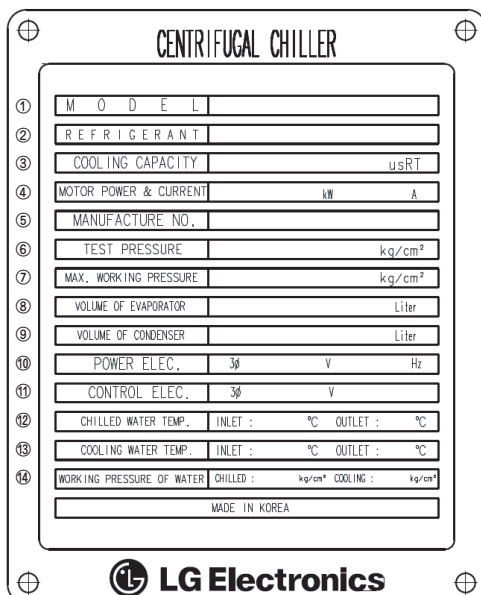 CENTRIFUGAL CHILLER
① MODEL
② REFRIGERANT
③ COOLING CAPACITY usRT
④ MOTOR POWER & CURRENT kW A
⑤ MANUFACTURE NO.
⑥ TEST PRESSURE kg/cm²
⑦ MAX. WORKING PRESSURE kg/cm²
⑧ VOLUME OF EVAPORATOR Liter
⑨ VOLUME OF CONDENSER Liter
⑩ POWER ELEC. 3ϕ V Hz
⑪ CONTROL ELEC. 3ϕ V
⑫ CHILLED WATER TEMP. INLET : °C OUTLET : °C
⑬ COOLING WATER TEMP. INLET : °C OUTLET : °C
⑭ WORKING PRESSURE OF WATER CHILLED : kg/cm² COOLING : kg/cm²
MADE IN KOREA
LG Electronics